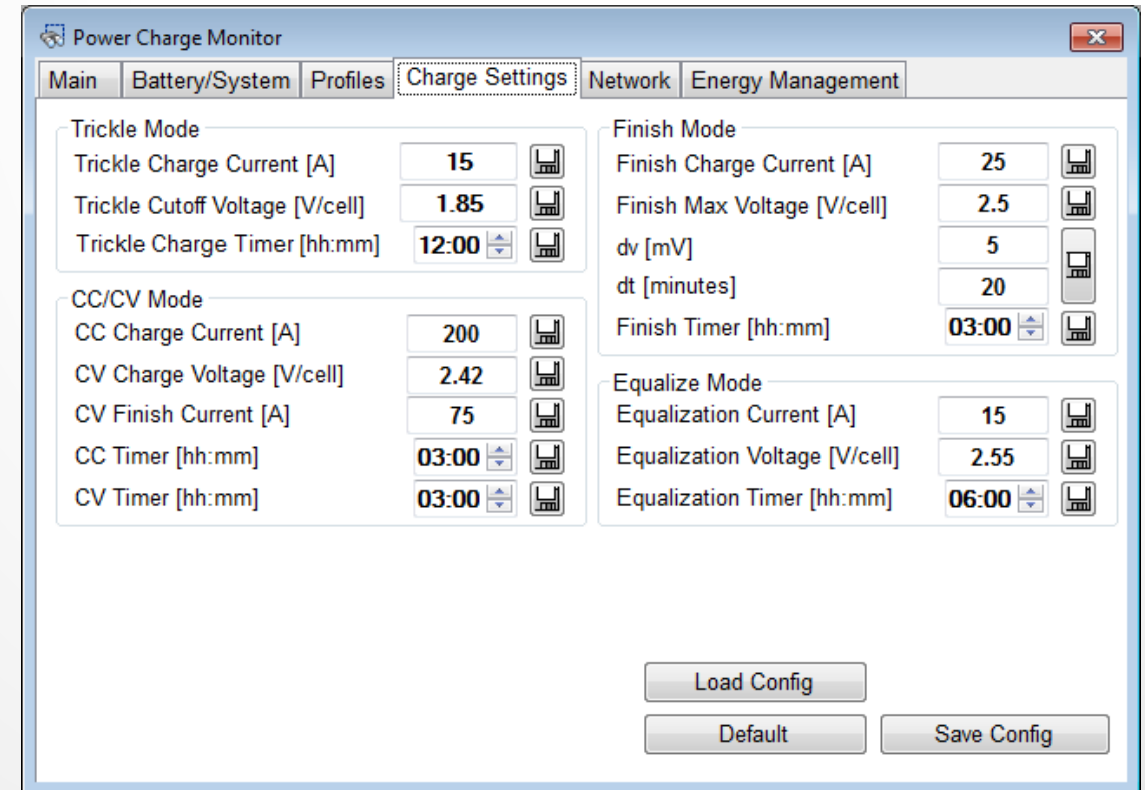 Power Charge Monitor
Main Battery/System Profiles Charge Settings Network Energy Management
Trickle Mode
Trickle Charge Current [A] 15
Trickle Cutoff Voltage [V/cell] 1.85
Trickle Charge Timer [hh:mm] 12:00
CC/CV Mode
CC Charge Current [A] 200
CV Charge Voltage [V/cell] 2.42
CV Finish Current [A] 75
CC Timer [hh:mm] 03:00
CV Timer [hh:mm] 03:00
Finish Mode
Finish Charge Current [A] 25
Finish Max Voltage [V/cell] 2.5
dv [mV] 5
dt [minutes] 20
Finish Timer [hh:mm] 03:00
Equalize Mode
Equalization Current [A] 15
Equalization Voltage [V/cell] 2.55
Equalization Timer [hh:mm] 06:00
Load Config
Default Save Config